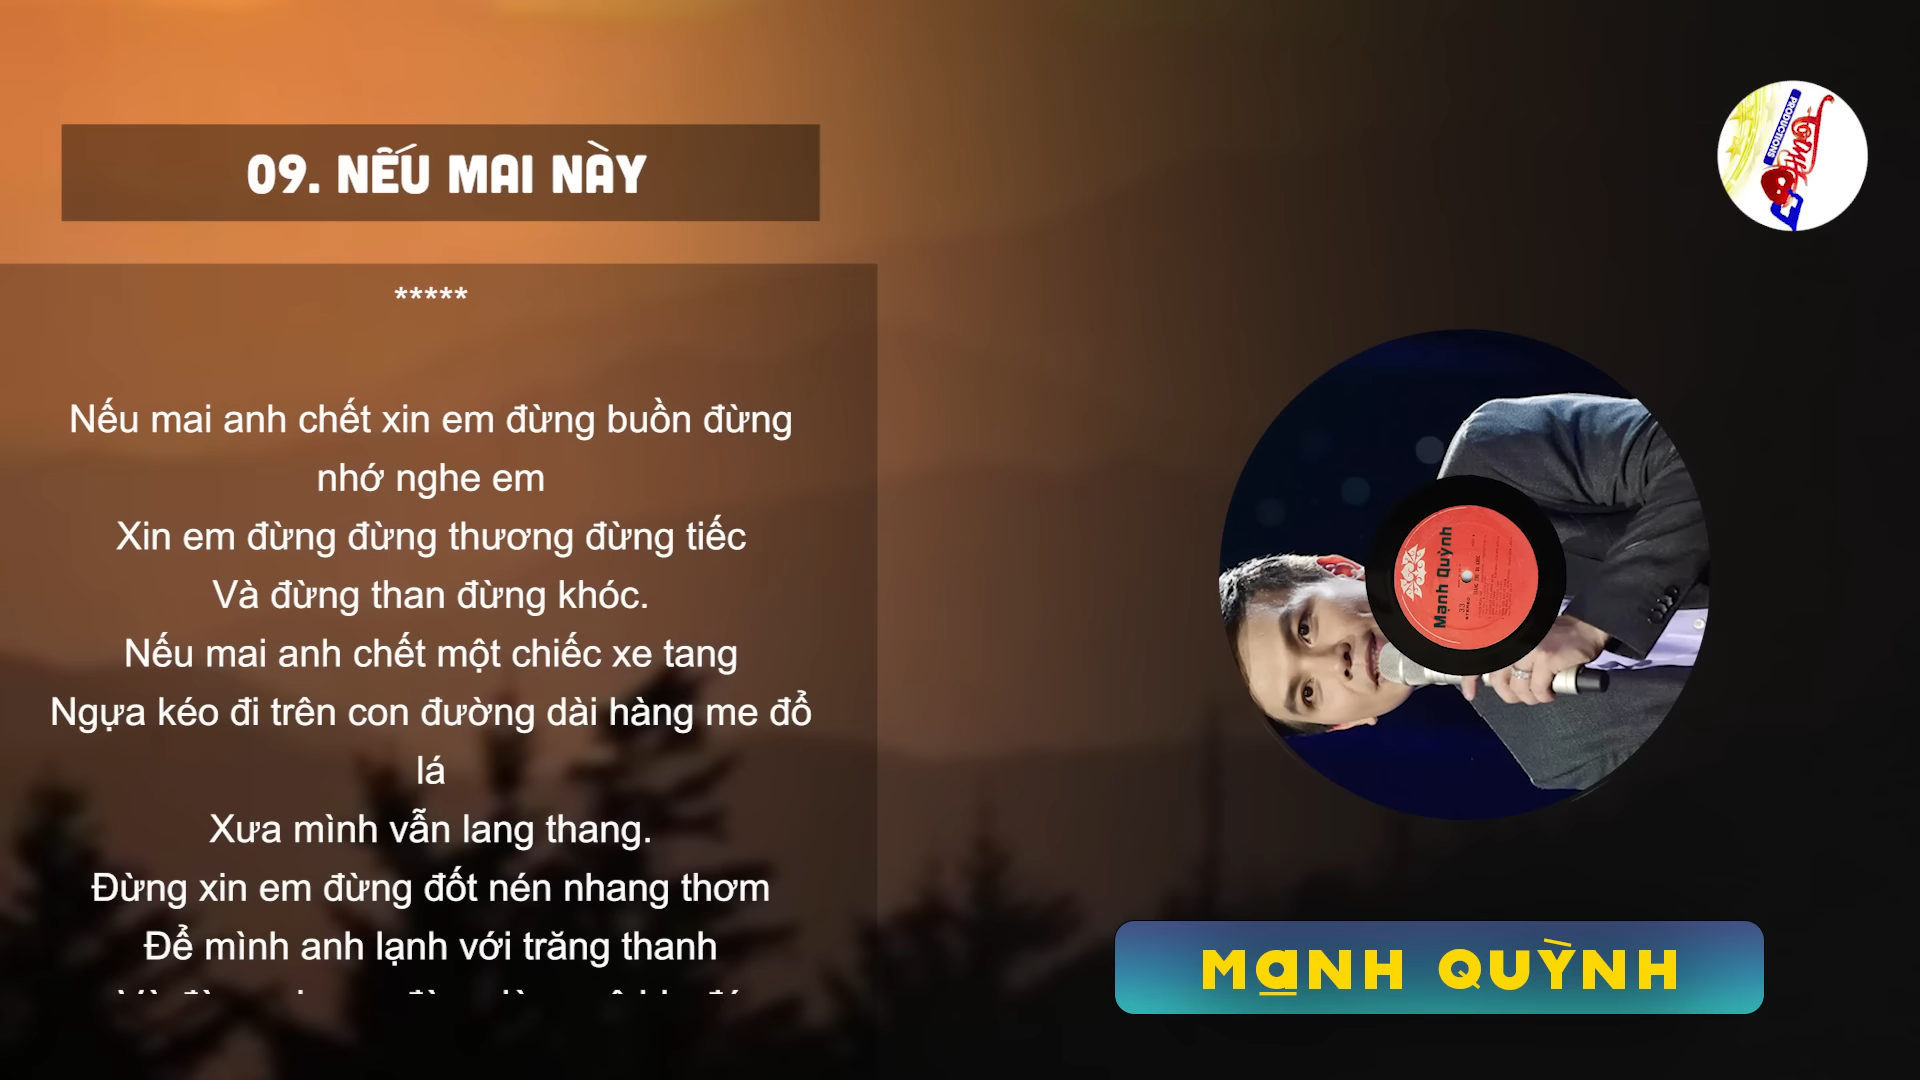 09. NẾU MAI NÀY
*****
Nếu mai anh chết xin em đừng buồn đừng
nhớ nghe em
Xin em đừng đừng thương đừng tiếc
Và đừng than đừng khóc.
Nếu mai anh chết một chiếc xe tang
Ngựa kéo đi trên con đường dài hàng me đổ
lá
Xưa mình vẫn lang thang.
Đừng xin em đừng đốt nén nhang thơm
Để mình anh lạnh với trăng thanh
PRODUCTIONS
Mạnh Quỳnh
STEREO
33
MẠNH QUỲNH